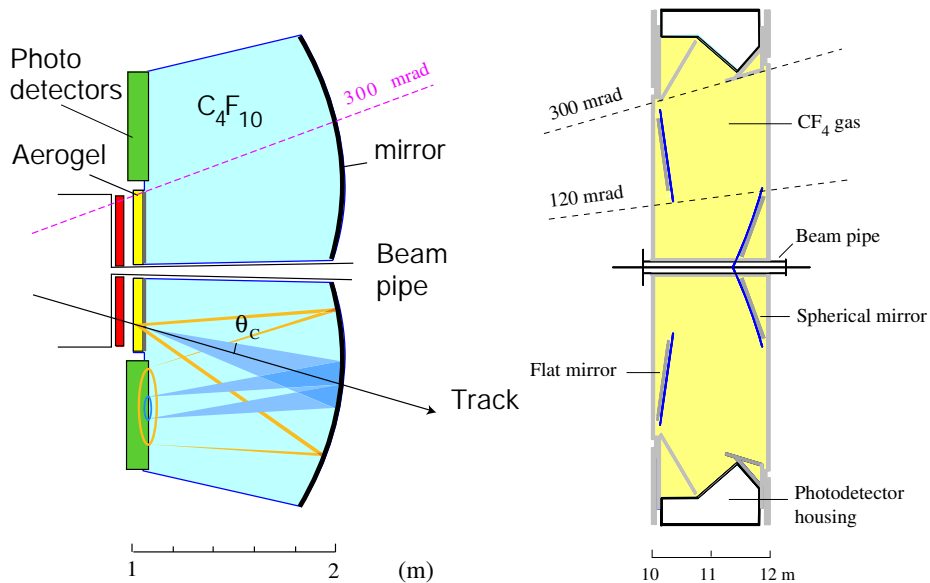 Photo
detectors
C₄F₁₀
300 mrad
mirror
Aerogel
Beam
pipe
θ_C
Track
1
2
(m)
300 mrad
CF₄ gas
120 mrad
Beam pipe
Spherical mirror
Flat mirror
Photodetector
housing
10
11
12 m